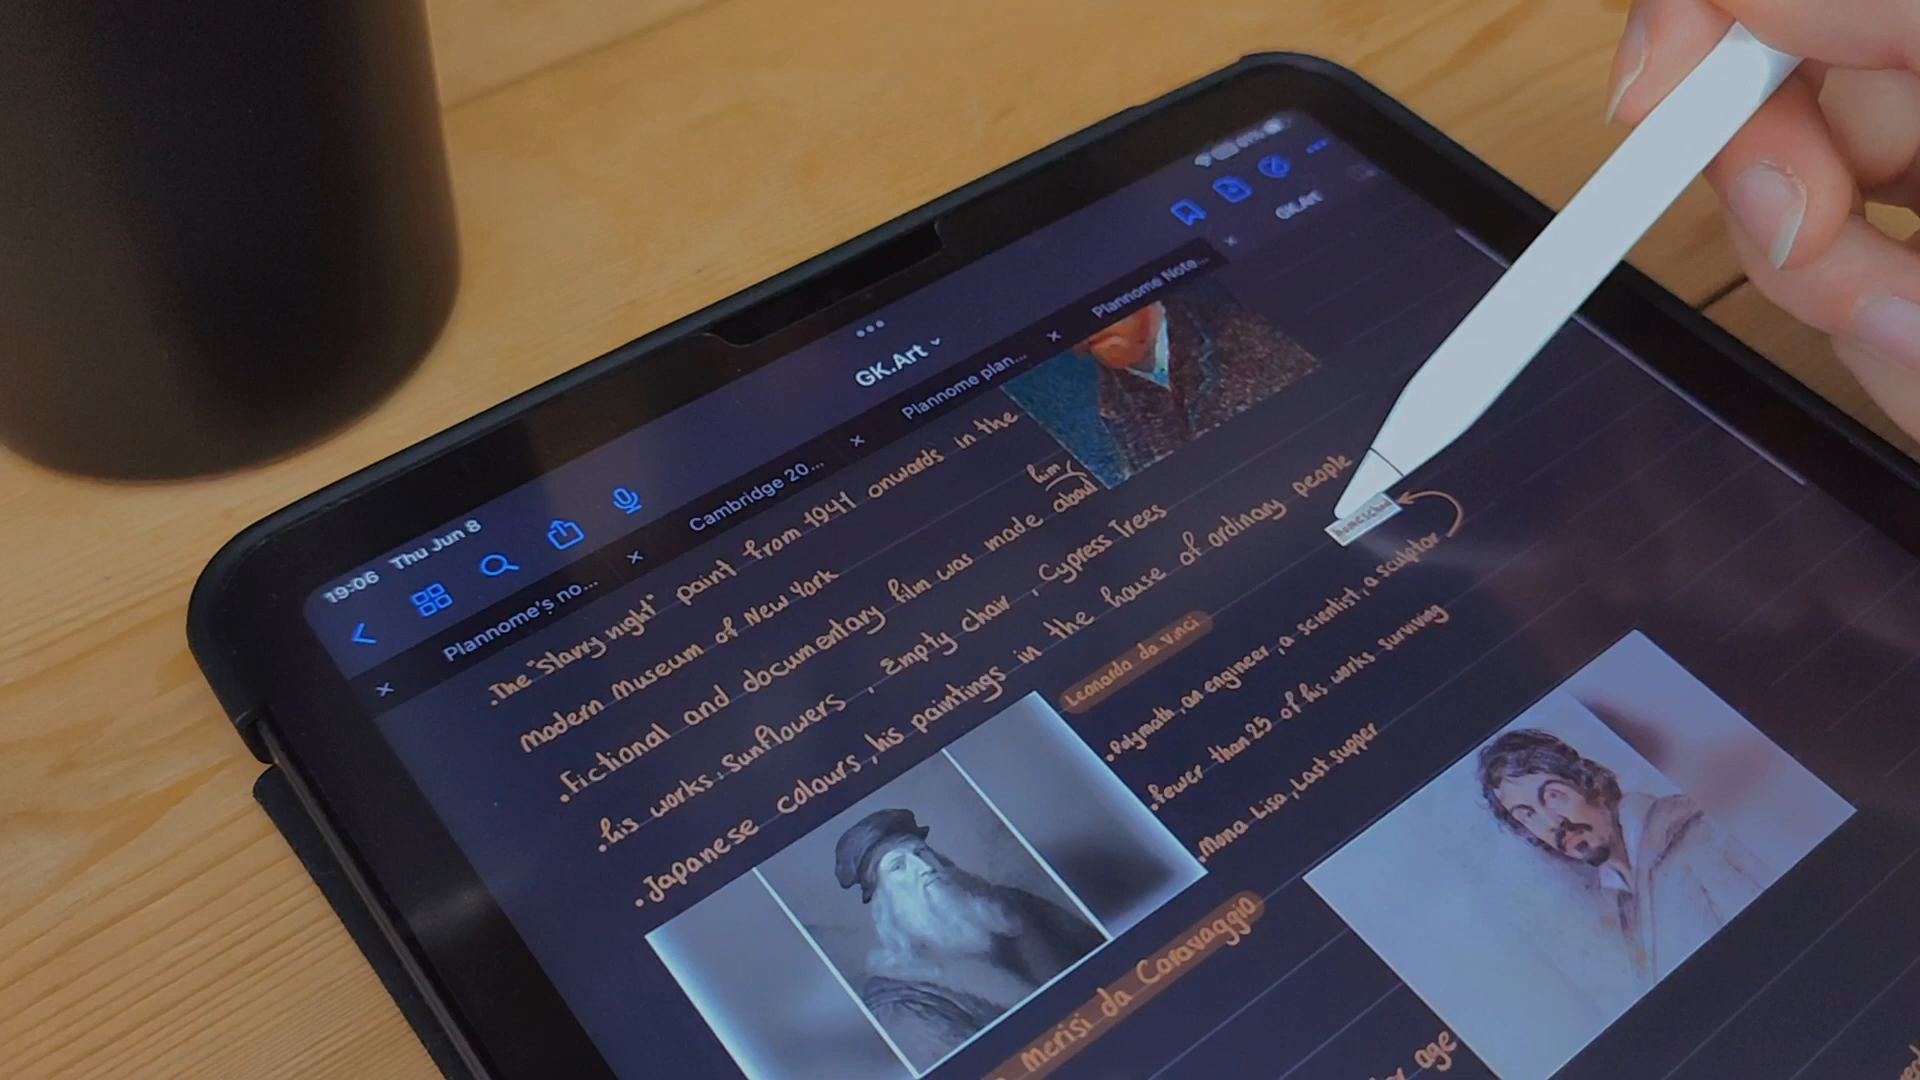 19:06 Thu Jun 8
GK.Art
Plannome's no...
Cambridge 20...
Plannome plan...
Plannome Note...
GK.Art
.The "Starry night" paint from 1941 onwards in the
modern museum of New York
him
.Fictional and documentary film was made about
.his works. Sunflowers, Empty chair, Cypress Trees
.Japanese colours, his paintings in the house of ordinary people
Leonardo da Vinci
.Polymath, an engineer, a scientist, a sculptor
.Fewer than 25 of his works surviving
.Mona Lisa, Last supper
merisi da Caravaggio
age